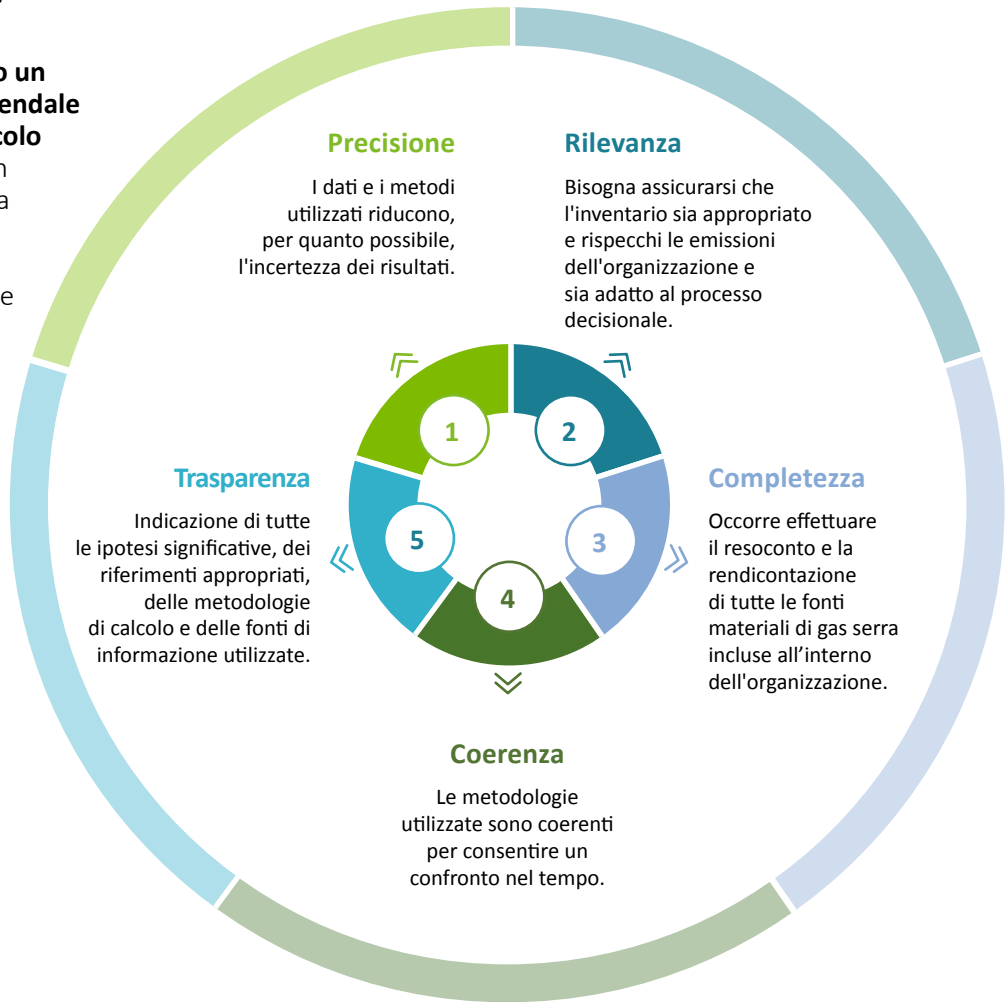 o un
endale
colo
n
a
e
Precisione
I dati e i metodi
utilizzati riducono,
per quanto possibile,
l'incertezza dei risultati.
Rilevanza
Bisogna assicurarsi che
l'inventario sia appropriato
e rispecchi le emissioni
dell'organizzazione e
sia adatto al processo
decisionale.
1
2
3
4
5
Trasparenza
Indicazione di tutte
le ipotesi significative, dei
riferimenti appropriati,
delle metodologie
di calcolo e delle fonti di
informazione utilizzate.
Completezza
Occorre effettuare
il resoconto e la
rendicontazione
di tutte le fonti
materiali di gas serra
incluse all’interno
dell'organizzazione.
Coerenza
Le metodologie
utilizzate sono coerenti
per consentire un
confronto nel tempo.